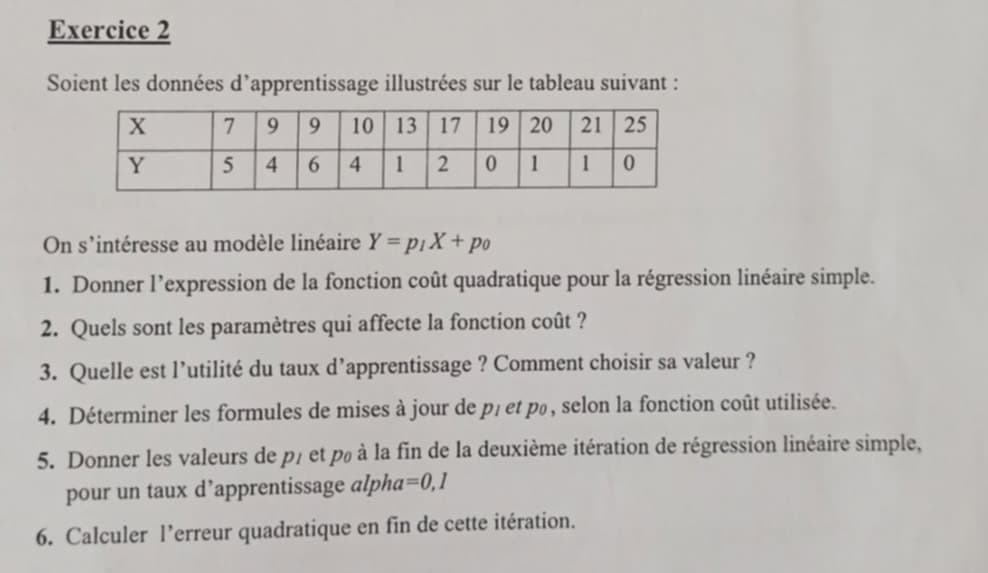 Exercice 2
Soient les données d'apprentissage illustrées sur le tableau suivant :
X 7 9 9 10 13 17 19 20 21 25
Y 5 4 6 4 1 2 0 1 1 0
On s'intéresse au modèle linéaire Y = p₁X + p₀
1. Donner l'expression de la fonction coût quadratique pour la régression linéaire simple.
2. Quels sont les paramètres qui affecte la fonction coût ?
3. Quelle est l'utilité du taux d'apprentissage ? Comment choisir sa valeur ?
4. Déterminer les formules de mises à jour de p₁ et p₀, selon la fonction coût utilisée.
5. Donner les valeurs de p₁ et p₀ à la fin de la deuxième itération de régression linéaire simple,
pour un taux d'apprentissage alpha=0,1
6. Calculer l'erreur quadratique en fin de cette itération.